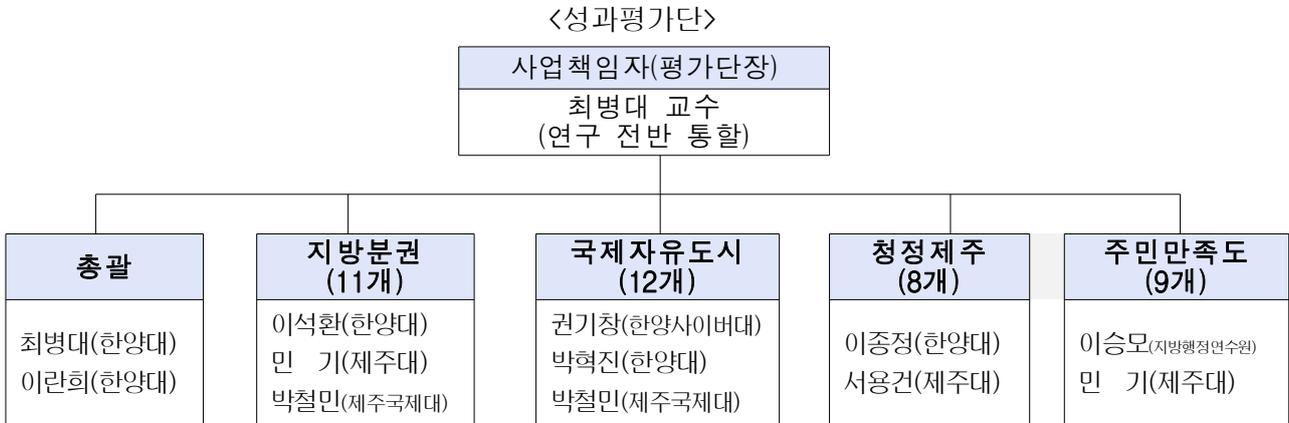 <성과평가단>
사업책임자(평가단장)
최병대 교수
(연구 전반 통할)
총괄
최병대(한양대)
이란희(한양대)
지방분권
(11개)
이석환(한양대)
민 기(제주대)
박철민(제주국제대)
국제자유도시
(12개)
권기창(한양사이버대)
박혁진(한양대)
박철민(제주국제대)
청정제주
(8개)
이종정(한양대)
서용건(제주대)
주민만족도
(9개)
이승모(지방행정연수원)
민 기(제주대)